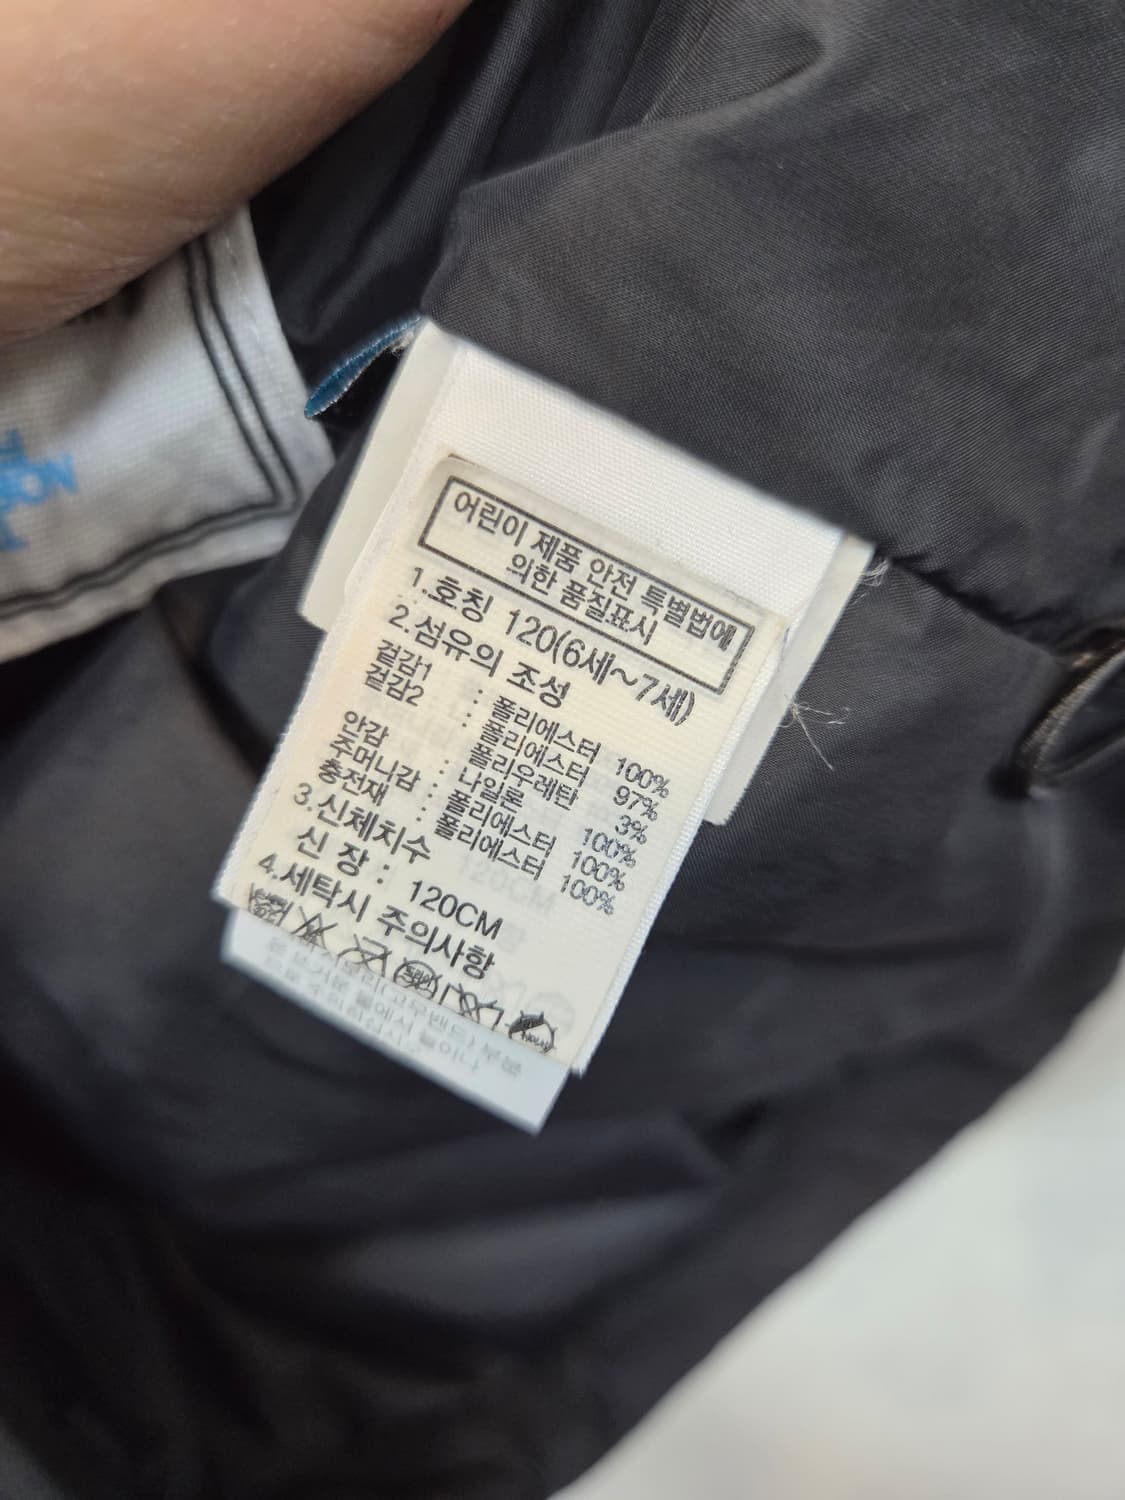 어린이 제품 안전 특별법에
의한 품질표시
1.호칭 120(6세~7세)
2.섬유의 조성
겉감1 : 폴리에스터 100%
겉감2 : 폴리에스터 97%
폴리우레탄 3%
안감 : 나일론 100%
주머니감 : 폴리에스터 100%
충전재 : 폴리에스터 100%
3.신체치수
신 장 : 120CM
4.세탁시 주의사항